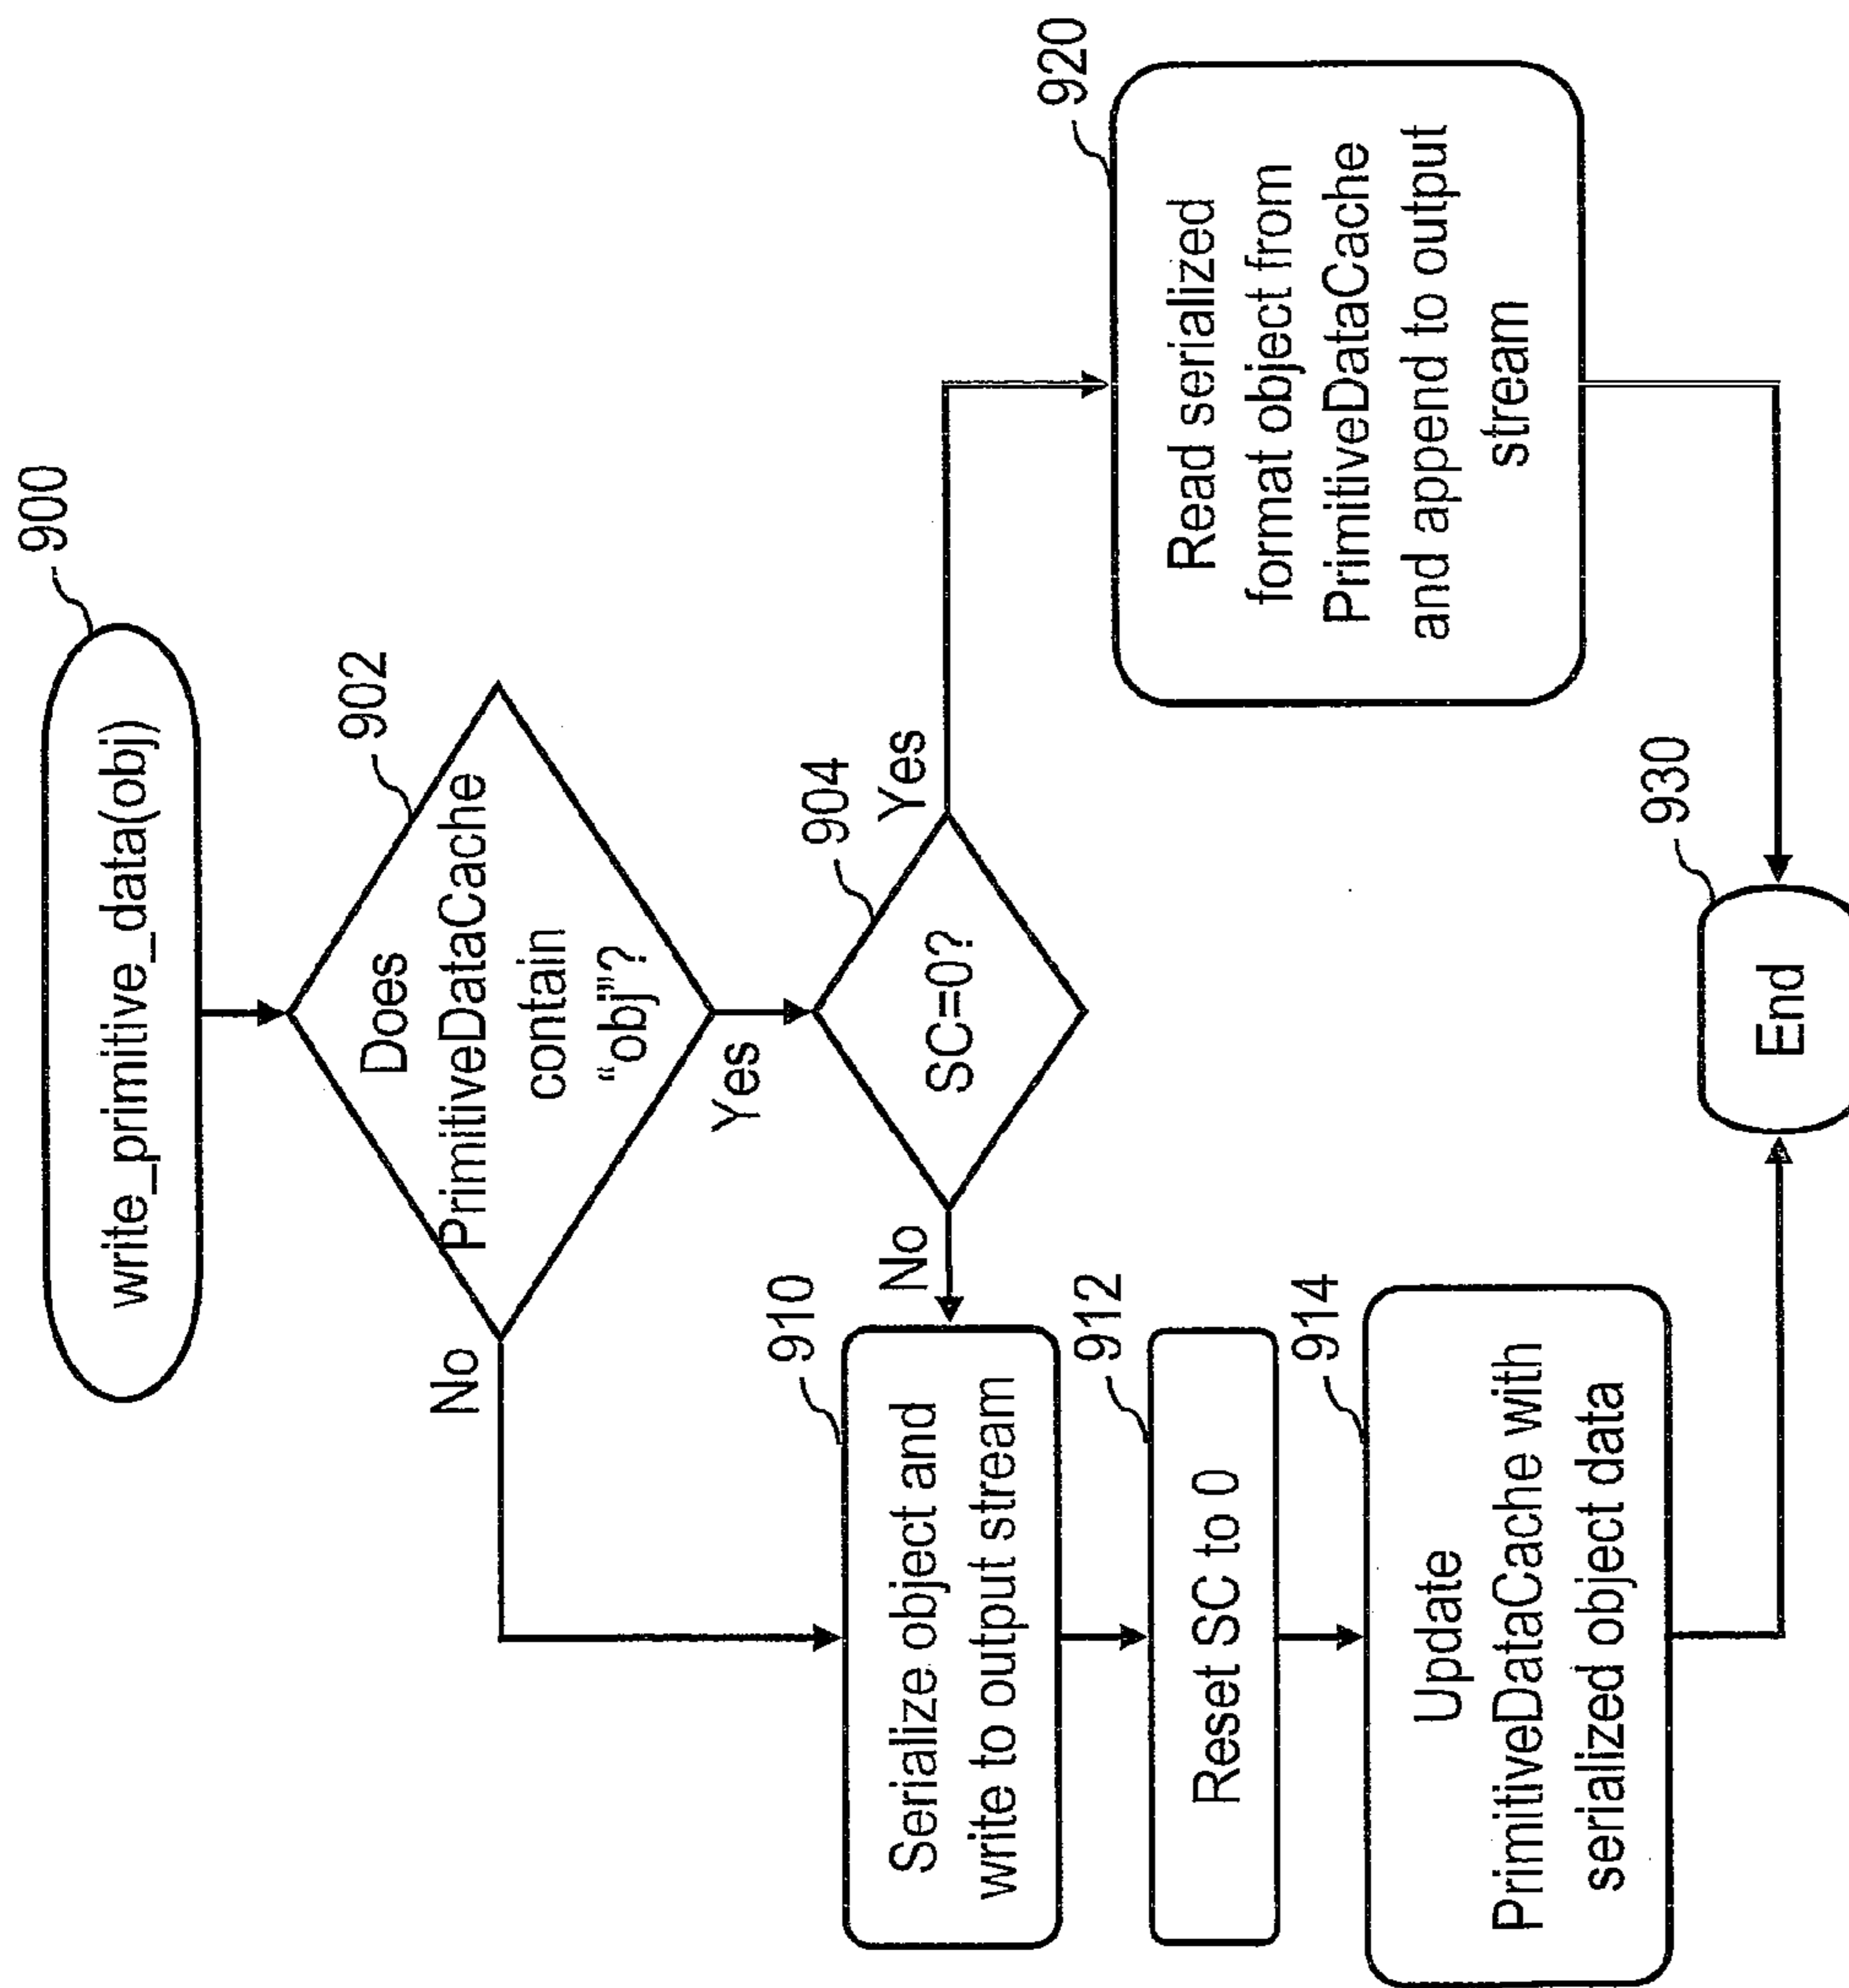 900
write_primitive_data(obj)
902
Does
PrimitiveDataCache
contain
“obj”?
No
Yes
904
SC=0?
Yes
No
910
Serialize object and
write to output stream
912
Reset SC to 0
914
Update
PrimitiveDataCache with
serialized object data
920
Read serialized
format object from
PrimitiveDataCache
and append to output
stream
930
End